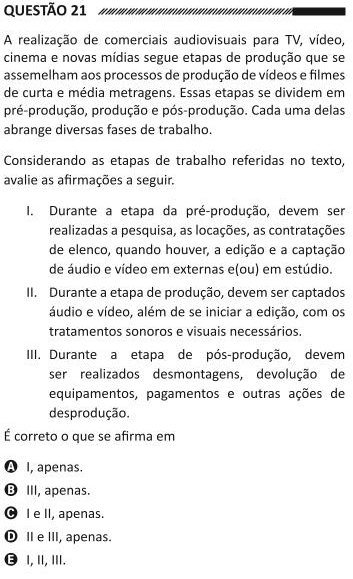 QUESTÃO 21
A realização de comerciais audiovisuais para TV, vídeo,
cinema e novas mídias segue etapas de produção que se
assemelham aos processos de produção de vídeos e filmes
de curta e média metragens. Essas etapas se dividem em
pré-produção, produção e pós-produção. Cada uma delas
abrange diversas fases de trabalho.
Considerando as etapas de trabalho referidas no texto,
avalie as afirmações a seguir.
I. Durante a etapa da pré-produção, devem ser
realizadas a pesquisa, as locações, as contratações
de elenco, quando houver, a edição e a captação
de áudio e vídeo em externas e(ou) em estúdio.
II. Durante a etapa de produção, devem ser captados
áudio e vídeo, além de se iniciar a edição, com os
tratamentos sonoros e visuais necessários.
III. Durante a etapa de pós-produção, devem
ser realizados desmontagens, devolução de
equipamentos, pagamentos e outras ações de
desprodução.
É correto o que se afirma em
A I, apenas.
B III, apenas.
C I e II, apenas.
D II e III, apenas.
E I, II, III.